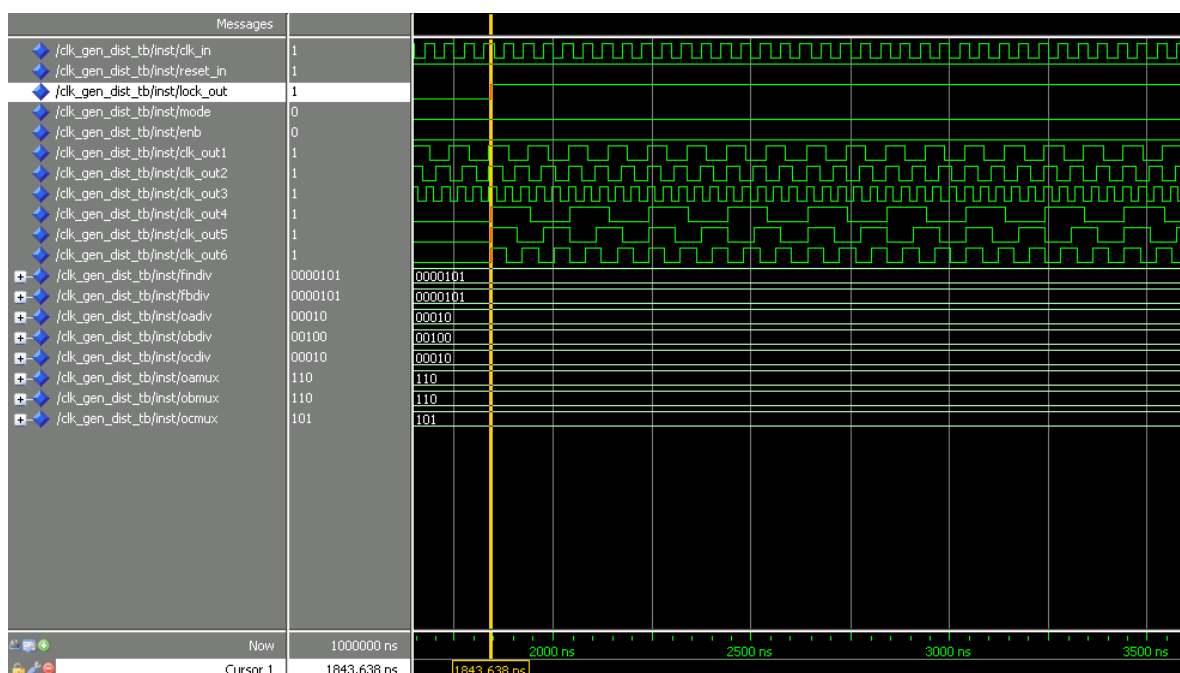 Messages
/clk_gen_dist_tb/inst/clk_in 1
/clk_gen_dist_tb/inst/reset_in 1
/clk_gen_dist_tb/inst/lock_out 1
/clk_gen_dist_tb/inst/mode 0
/clk_gen_dist_tb/inst/enb 0
/clk_gen_dist_tb/inst/clk_out1 1
/clk_gen_dist_tb/inst/clk_out2 1
/clk_gen_dist_tb/inst/clk_out3 1
/clk_gen_dist_tb/inst/clk_out4 1
/clk_gen_dist_tb/inst/clk_out5 1
/clk_gen_dist_tb/inst/clk_out6 1
/clk_gen_dist_tb/inst/findiv 0000101 0000101
/clk_gen_dist_tb/inst/fbdiv 0000101 0000101
/clk_gen_dist_tb/inst/oadiv 00010 00010
/clk_gen_dist_tb/inst/obdiv 00100 00100
/clk_gen_dist_tb/inst/ocdiv 00010 00010
/clk_gen_dist_tb/inst/oamux 110 110
/clk_gen_dist_tb/inst/obmux 110 110
/clk_gen_dist_tb/inst/ocmux 101 101
Now 1000000 ns 2000 ns 2500 ns 3000 ns 3500 ns
Cursor 1 1843.638 ns 1843.638 ns